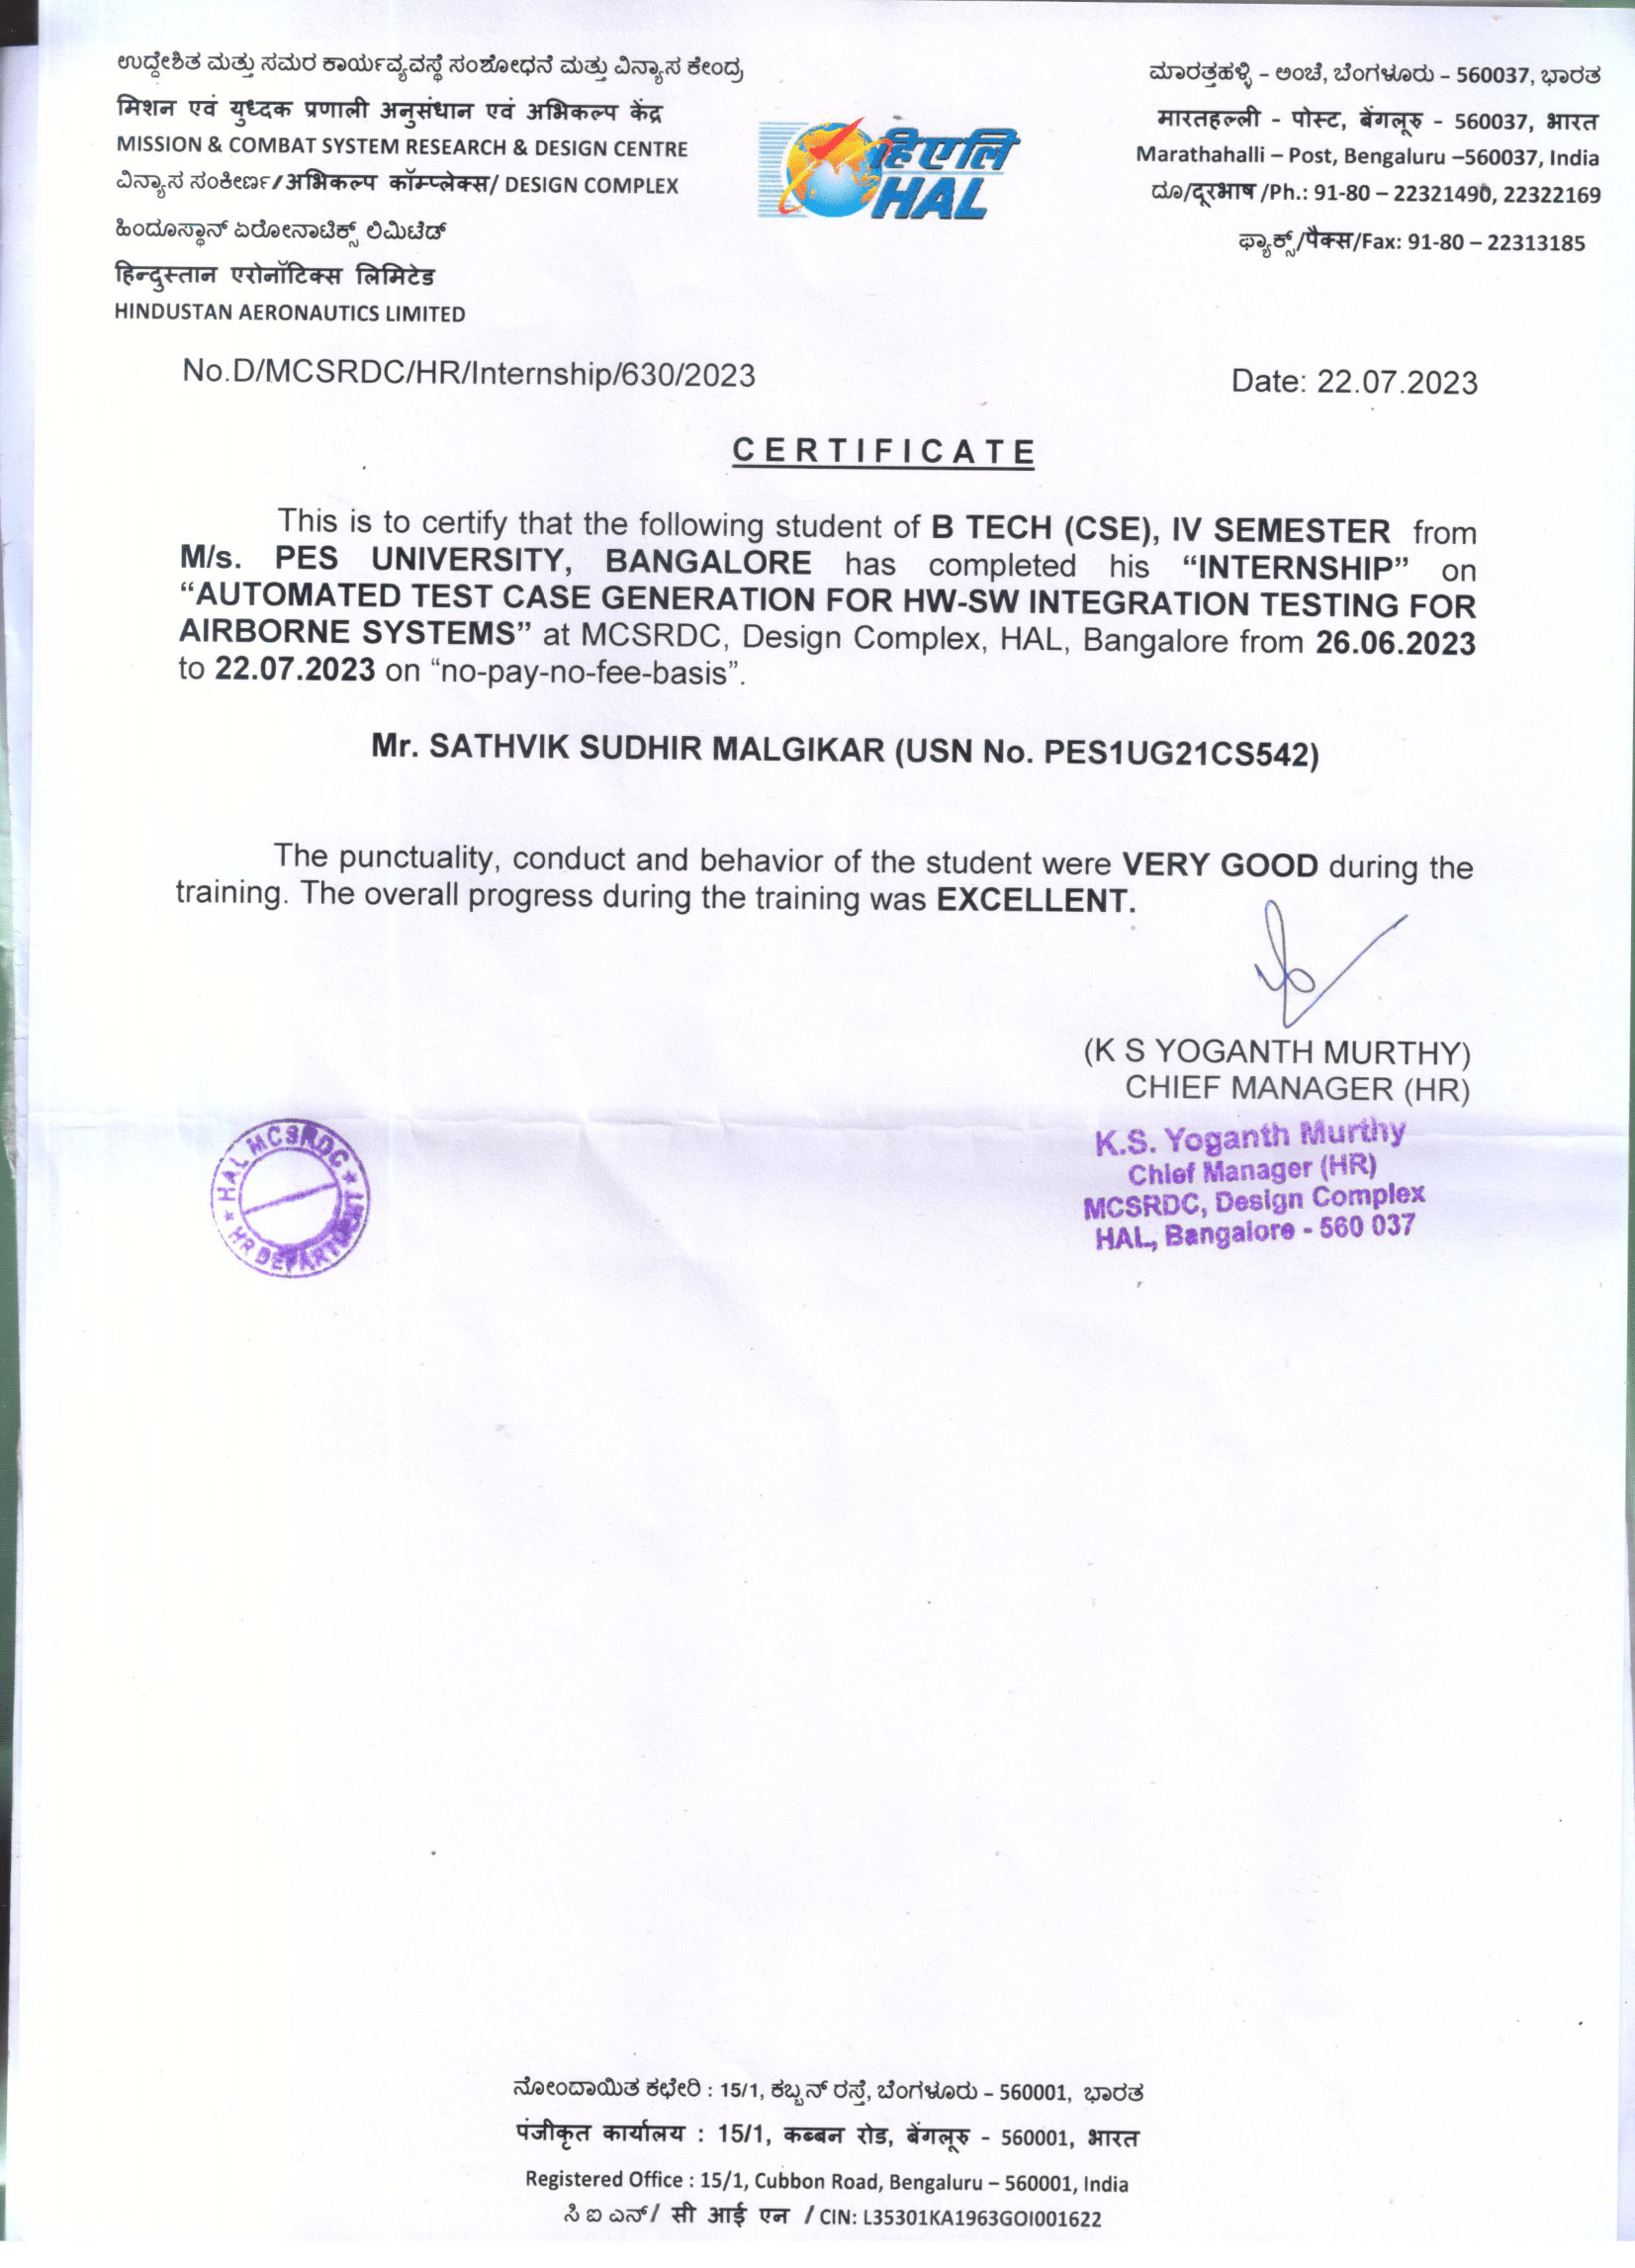 ಉದ್ದೇಶಿತ ಮತ್ತು ಸಮರ ಕಾರ್ಯವ್ಯವಸ್ಥೆ ಸಂಶೋಧನೆ ಮತ್ತು ವಿನ್ಯಾಸ ಕೇಂದ್ರ
मिशन एवं युध्दक प्रणाली अनुसंधान एवं अभिकल्प केंद्र
MISSION & COMBAT SYSTEM RESEARCH & DESIGN CENTRE
ವಿನ್ಯಾಸ ಸಂಕೀರ್ಣ/अभिकल्प कॉम्प्लेक्स/ DESIGN COMPLEX
ಹಿಂದೂಸ್ಥಾನ್ ಏರೋನಾಟಿಕ್ಸ್ ಲಿಮಿಟೆಡ್
हिन्दुस्तान एरोनॉटिक्स लिमिटेड
HINDUSTAN AERONAUTICS LIMITED
हिएलि
HAL
ಮಾರತ್ತಹಳ್ಳಿ – ಅಂಚೆ, ಬೆಂಗಳೂರು – 560037, ಭಾರತ
मारतहल्ली - पोस्ट, बेंगलूरु - 560037, भारत
Marathahalli – Post, Bengaluru –560037, India
ದೂ/दूरभाष /Ph.: 91-80 – 22321490, 22322169
ಫ್ಯಾಕ್ಸ್/फैक्स/Fax: 91-80 – 22313185
No.D/MCSRDC/HR/Internship/630/2023
Date: 22.07.2023
CERTIFICATE
This is to certify that the following student of B TECH (CSE), IV SEMESTER from
M/s. PES UNIVERSITY, BANGALORE has completed his “INTERNSHIP” on
“AUTOMATED TEST CASE GENERATION FOR HW-SW INTEGRATION TESTING FOR
AIRBORNE SYSTEMS” at MCSRDC, Design Complex, HAL, Bangalore from 26.06.2023
to 22.07.2023 on “no-pay-no-fee-basis”.
Mr. SATHVIK SUDHIR MALGIKAR (USN No. PES1UG21CS542)
The punctuality, conduct and behavior of the student were VERY GOOD during the
training. The overall progress during the training was EXCELLENT.
(K S YOGANTH MURTHY)
CHIEF MANAGER (HR)
K.S. Yoganth Murthy
Chief Manager (HR)
MCSRDC, Design Complex
HAL, Bangalore - 560 037
HAL MCSRDC
HR DEPARTMENT
ನೋಂದಾಯಿತ ಕಛೇರಿ : 15/1, ಕಬ್ಬನ್ ರಸ್ತೆ, ಬೆಂಗಳೂರು – 560001, ಭಾರತ
पंजीकृत कार्यालय : 15/1, कब्बन रोड, बेंगलूरु - 560001, भारत
Registered Office : 15/1, Cubbon Road, Bengaluru – 560001, India
ಸಿ ಐ ಎನ್/ सी आई एन / CIN: L35301KA1963GOI001622